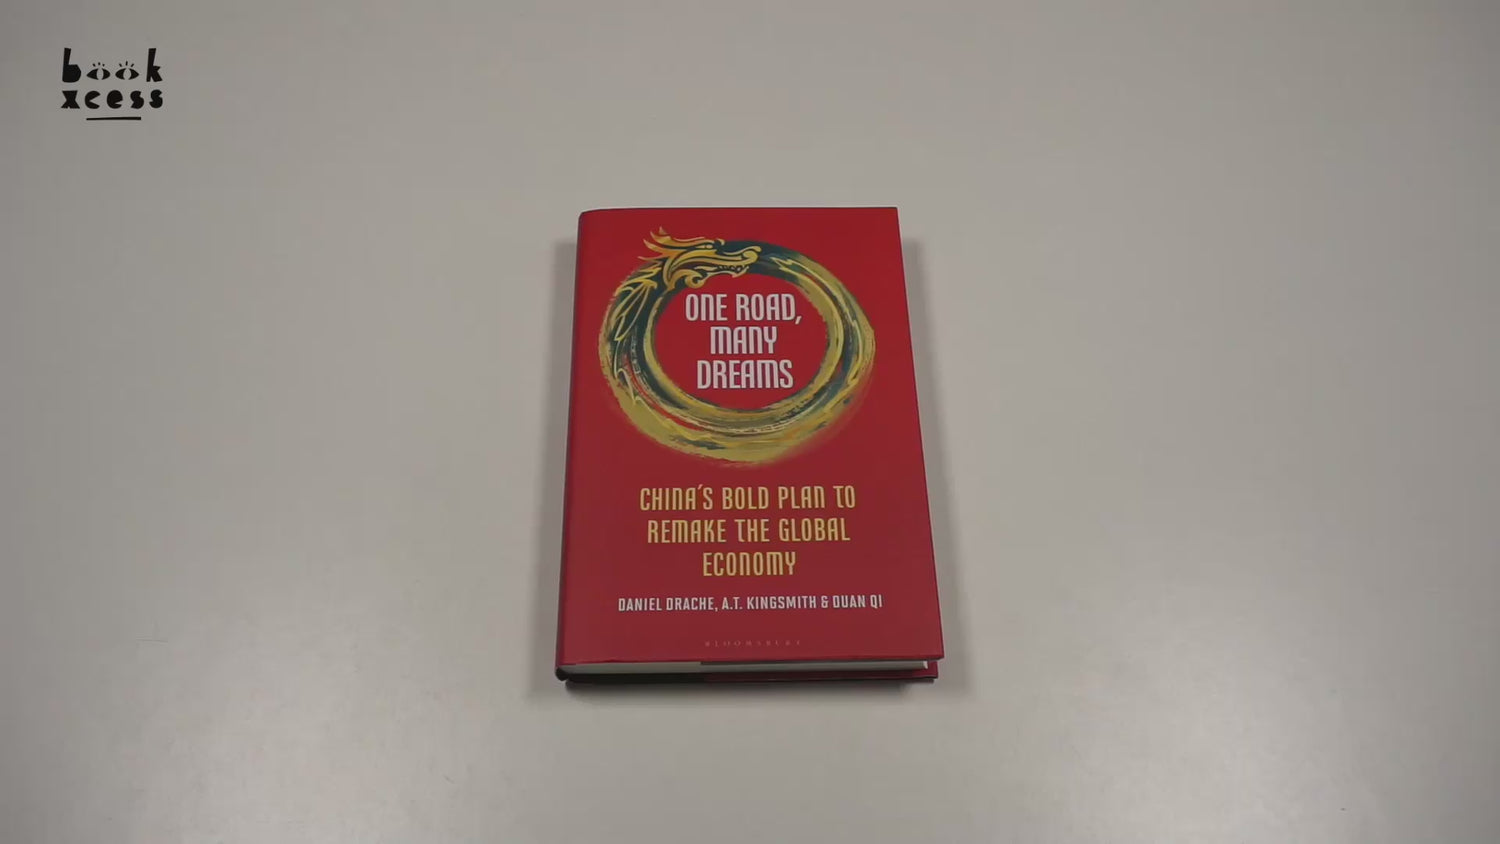 book
xcess
ONE ROAD,
MANY
DREAMS
CHINA'S BOLD PLAN TO
REMAKE THE GLOBAL
ECONOMY
DANIEL DRACHE, A.T. KINGSMITH & DUAN QI
BLOOMSBURY